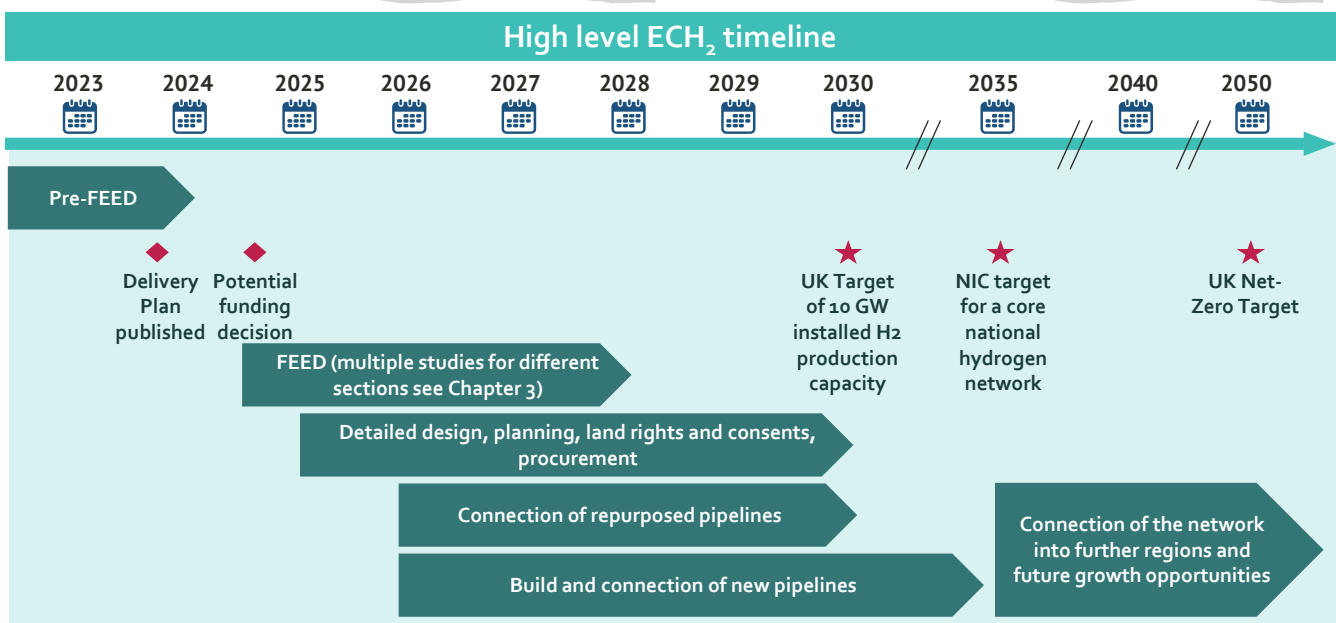 High level ECH₂ timeline
2023 2024 2025 2026 2027 2028 2029 2030 2035 2040 2050
Pre-FEED
Delivery
Plan
published
Potential
funding
decision
UK Target
of 10 GW
installed H2
production
capacity
NIC target
for a core
national
hydrogen
network
UK Net-
Zero Target
FEED (multiple studies for different
sections see Chapter 3)
Detailed design, planning, land rights and consents,
procurement
Connection of repurposed pipelines
Build and connection of new pipelines
Connection of the network
into further regions and
future growth opportunities